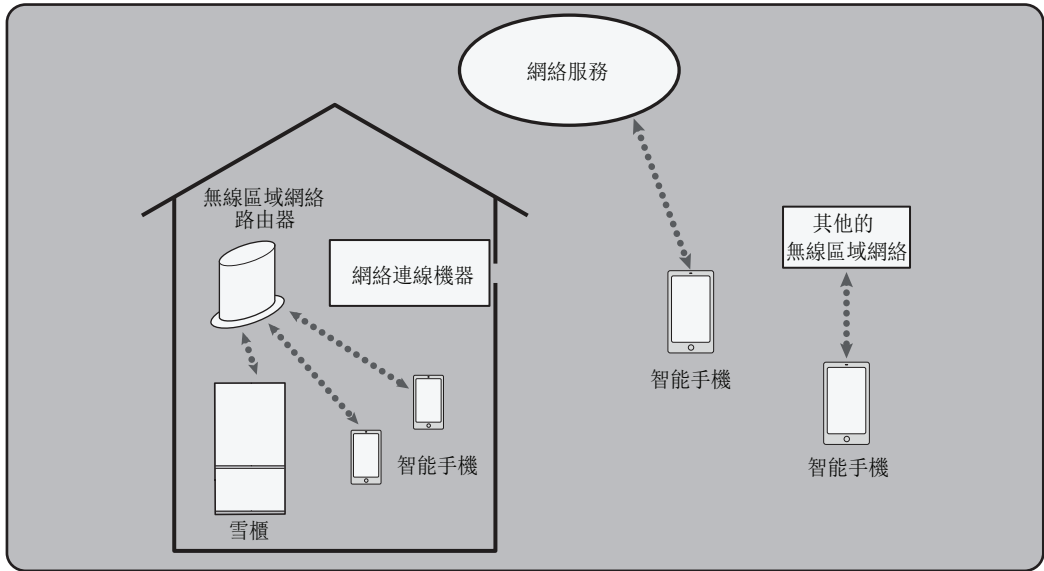 網絡服務
無線區域網絡
路由器
網絡連線機器
其他的
無線區域網絡
智能手機
智能手機
智能手機
雪櫃